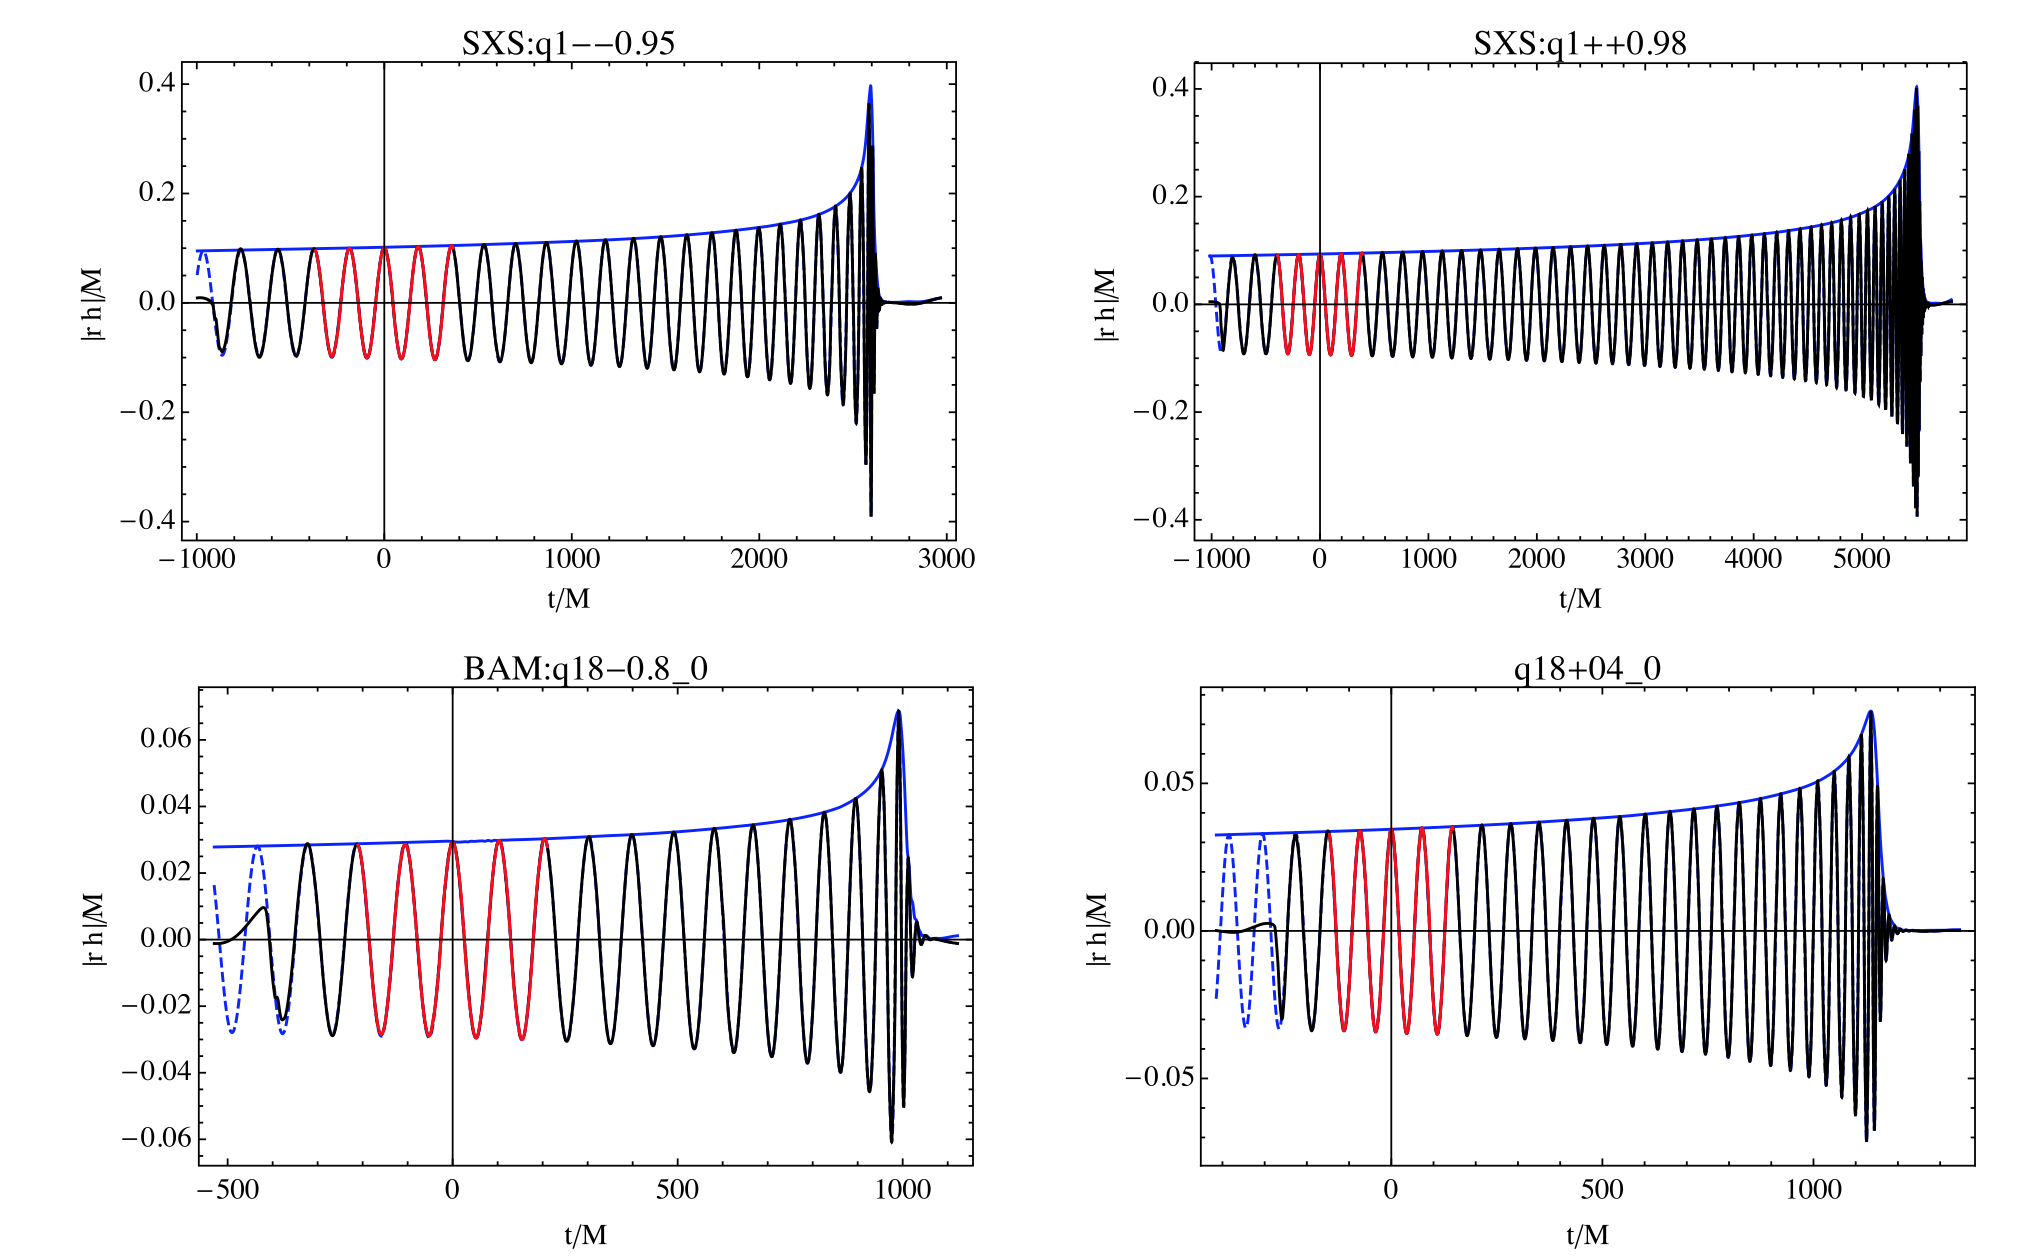 SXS:q1−−0.95
0.4
0.2
0.0
−0.2
−0.4
|r h|/M
−1000 0 1000 2000 3000
t/M
SXS:q1++0.98
0.4
0.2
0.0
−0.2
−0.4
|r h|/M
−1000 0 1000 2000 3000 4000 5000
t/M
BAM:q18−0.8_0
0.06
0.04
0.02
0.00
−0.02
−0.04
−0.06
|r h|/M
−500 0 500 1000
t/M
q18+04_0
0.05
0.00
−0.05
|r h|/M
0 500 1000
t/M